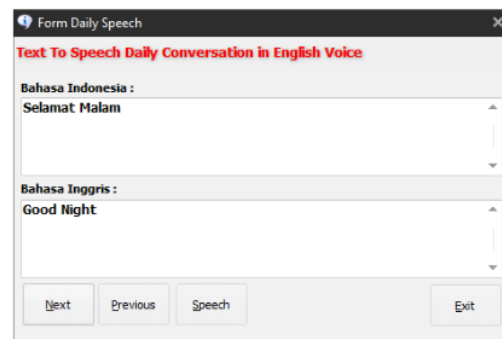 Form Daily Speech
Text To Speech Daily Conversation in English Voice
Bahasa Indonesia :
Selamat Malam
Bahasa Inggris :
Good Night
Next Previous Speech Exit